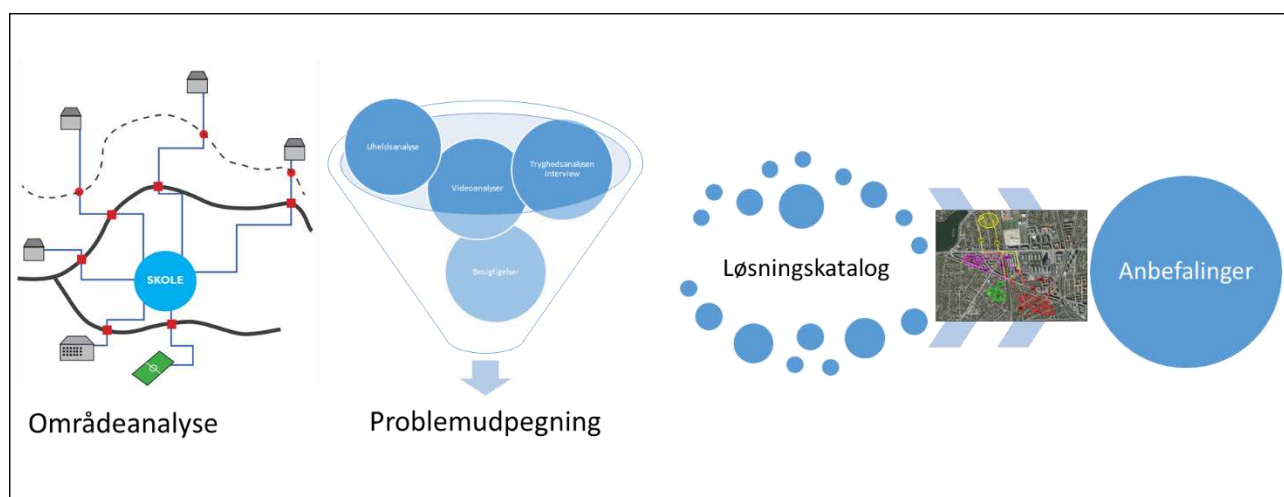 SKOLE
Områdeanalyse
Uheldsanalyse
Videoanalyser
Tryghedsanalysen
Interview
Besigtigelser
Problemudpegning
Løsningskatalog
Anbefalinger